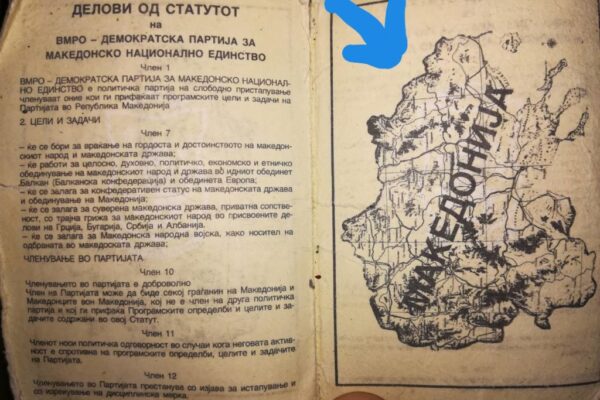 ДЕЛОВИ ОД СТАТУТОТ
на
ВМРО – ДЕМОКРАТСКА ПАРТИЈА ЗА
МАКЕДОНСКО НАЦИОНАЛНО ЕДИНСТВО
Член 1
ВМРО – ДЕМОКРАТСКА ПАРТИЈА ЗА МАКЕДОНСКО НАЦИОНАЛ-
НО ЕДИНСТВО е политичка партија на слободно пристапување
членуваат оние кои ги прифаќаат програмските цели и задачи на
Партијата во Република Македонија
2. ЦЕЛИ И ЗАДАЧИ
Член 7
– ќе се бори за враќање на гордоста и достоинството на македон-
скиот народ и македонската држава;
– ќе работи за целосно, духовно, политичко, економско и етничко
обединување на македонскиот народ и држава во идниот обединет
Балкан (Балканска конфедерација) и обединета Европа;
– ќе се залага за конфедеративен статус на македонската држава
и обединување на Македонија;
– ќе се залага за суверена македонска држава, приватна сопстве-
ност, со трајна грижа за македонскиот народ во присвоените де-
лови на Грција, Бугарија, Србија и Албанија.
– ќе се залага за Македонска народна војска, како носител на
одбраната во македоската држава;
ЧЛЕНУВАЊЕ ВО ПАРТИЈАТА
Член 10
Членувањето во партијата е доброволно
Член на Партијата може да биде секој граѓанин на Македонија и
Македонците вон Македонија, кој не е член на друга политичка
партија и кој ги прифаќа Програмските определби и целите и за-
дачите содржани во овој Статут.
Член 11
Членот носи политичка одговорност во случаи кога неговата актив-
ност е спротивна на програмските определби, целите и задачите
на Партијата.
Член 12
Членувањето во Партијата престанува со изјава за истапување и
со изрекување на дисциплинска мерка.
МАКЕДОНИЈА